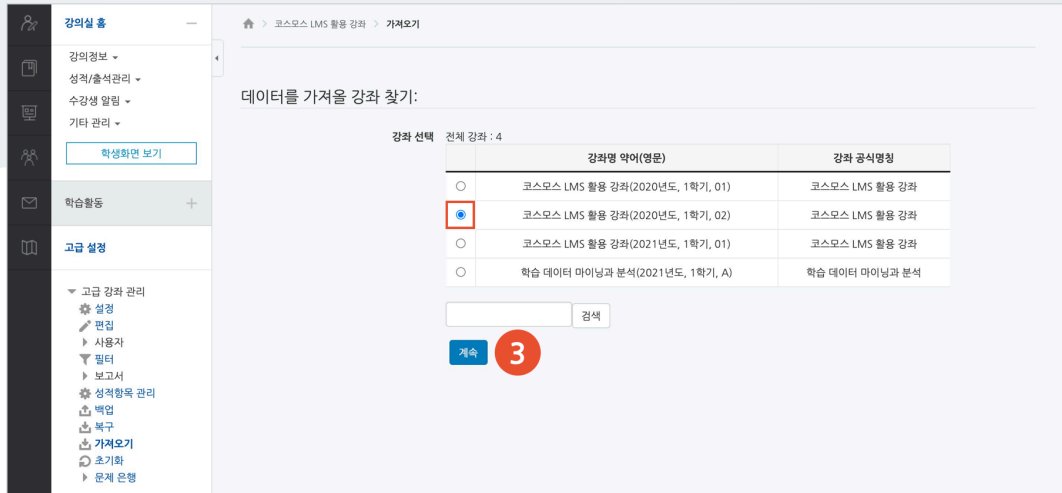 강의실 홈
강의정보
성적/출석관리
수강생 알림
기타 관리
학생화면 보기
학습활동
고급 설정
고급 강좌 관리
설정
편집
사용자
필터
보고서
성적항목 관리
백업
복구
가져오기
초기화
문제 은행
코스모스 LMS 활용 강좌 > 가져오기
데이터를 가져올 강좌 찾기:
강좌 선택 전체 강좌 : 4
강좌명 약어(영문) 강좌 공식명칭
코스모스 LMS 활용 강좌(2020년도, 1학기, 01) 코스모스 LMS 활용 강좌
코스모스 LMS 활용 강좌(2020년도, 1학기, 02) 코스모스 LMS 활용 강좌
코스모스 LMS 활용 강좌(2021년도, 1학기, 01) 코스모스 LMS 활용 강좌
학습 데이터 마이닝과 분석(2021년도, 1학기, A) 학습 데이터 마이닝과 분석
검색
계속 3